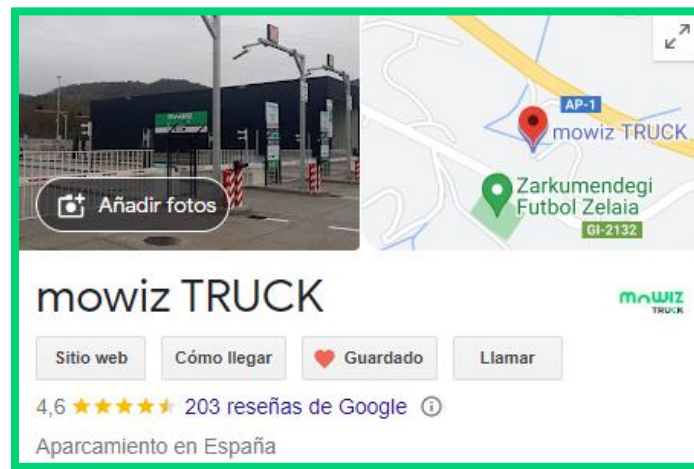 mowiz
Añadir fotos
AP-1
mowiz TRUCK
Zarkumendegi
Futbol Zelaia
GI-2132
mowiz TRUCK
mowiz
TRUCK
Sitio web
Cómo llegar
Guardado
Llamar
4,6
203 reseñas de Google
Aparcamiento en España